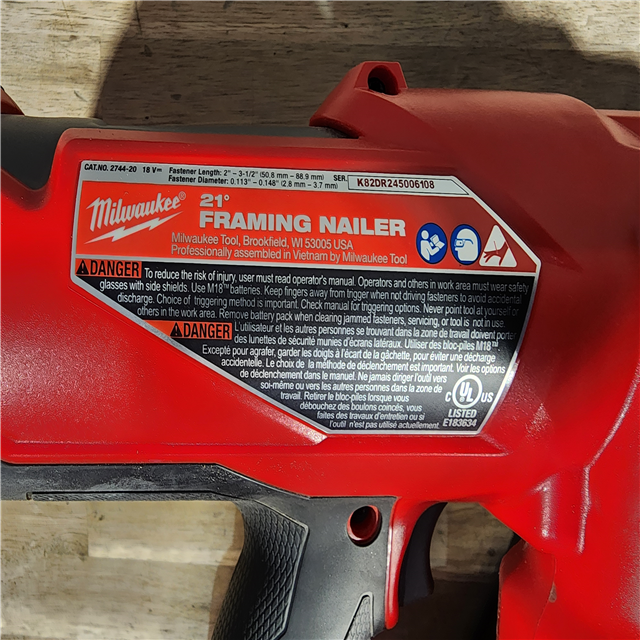 CAT.NO. 2744-20 18 V⎓ Fastener Length: 2" - 3-1/2" (50.8 mm - 88.9 mm) SER. K82DR245006108
Fastener Diameter: 0.113" - 0.148" (2.8 mm - 3.7 mm)
Milwaukee®
21°
FRAMING NAILER
Milwaukee Tool, Brookfield, WI 53005 USA
Professionally assembled in Vietnam by Milwaukee Tool
DANGER To reduce the risk of injury, user must read operator's manual. Operators and others in work area must wear safety
glasses with side shields. Use M18™ batteries. Keep fingers away from trigger when not driving fasteners to avoid accidental
discharge. Choice of triggering method is important. Check manual for triggering options. Never point tool at yourself or
others in the work area. Remove battery pack when clearing jammed fasteners, servicing, or tool is not in use.
DANGER L'utilisateur et les autres personnes se trouvant dans la zone de travail doivent porter
des lunettes de sécurité munies d'écrans latéraux. Utiliser des bloc-piles M18™.
Excepté pour agrafer, garder les doigts à l'écart de la gâchette, pour éviter une décharge
accidentelle. Le choix de la méthode de déclenchement est important. Voir les options
de déclenchement dans le manuel. Ne jamais diriger l'outil vers
soi-même ou vers les autres personnes dans la zone de
travail. Retirer le bloc-piles lorsque vous
débouchez des boulons coincés, vous
faites des travaux d'entretien ou si
l'outil n'est pas utilisé actuellement.
C UL US
LISTED
E183634